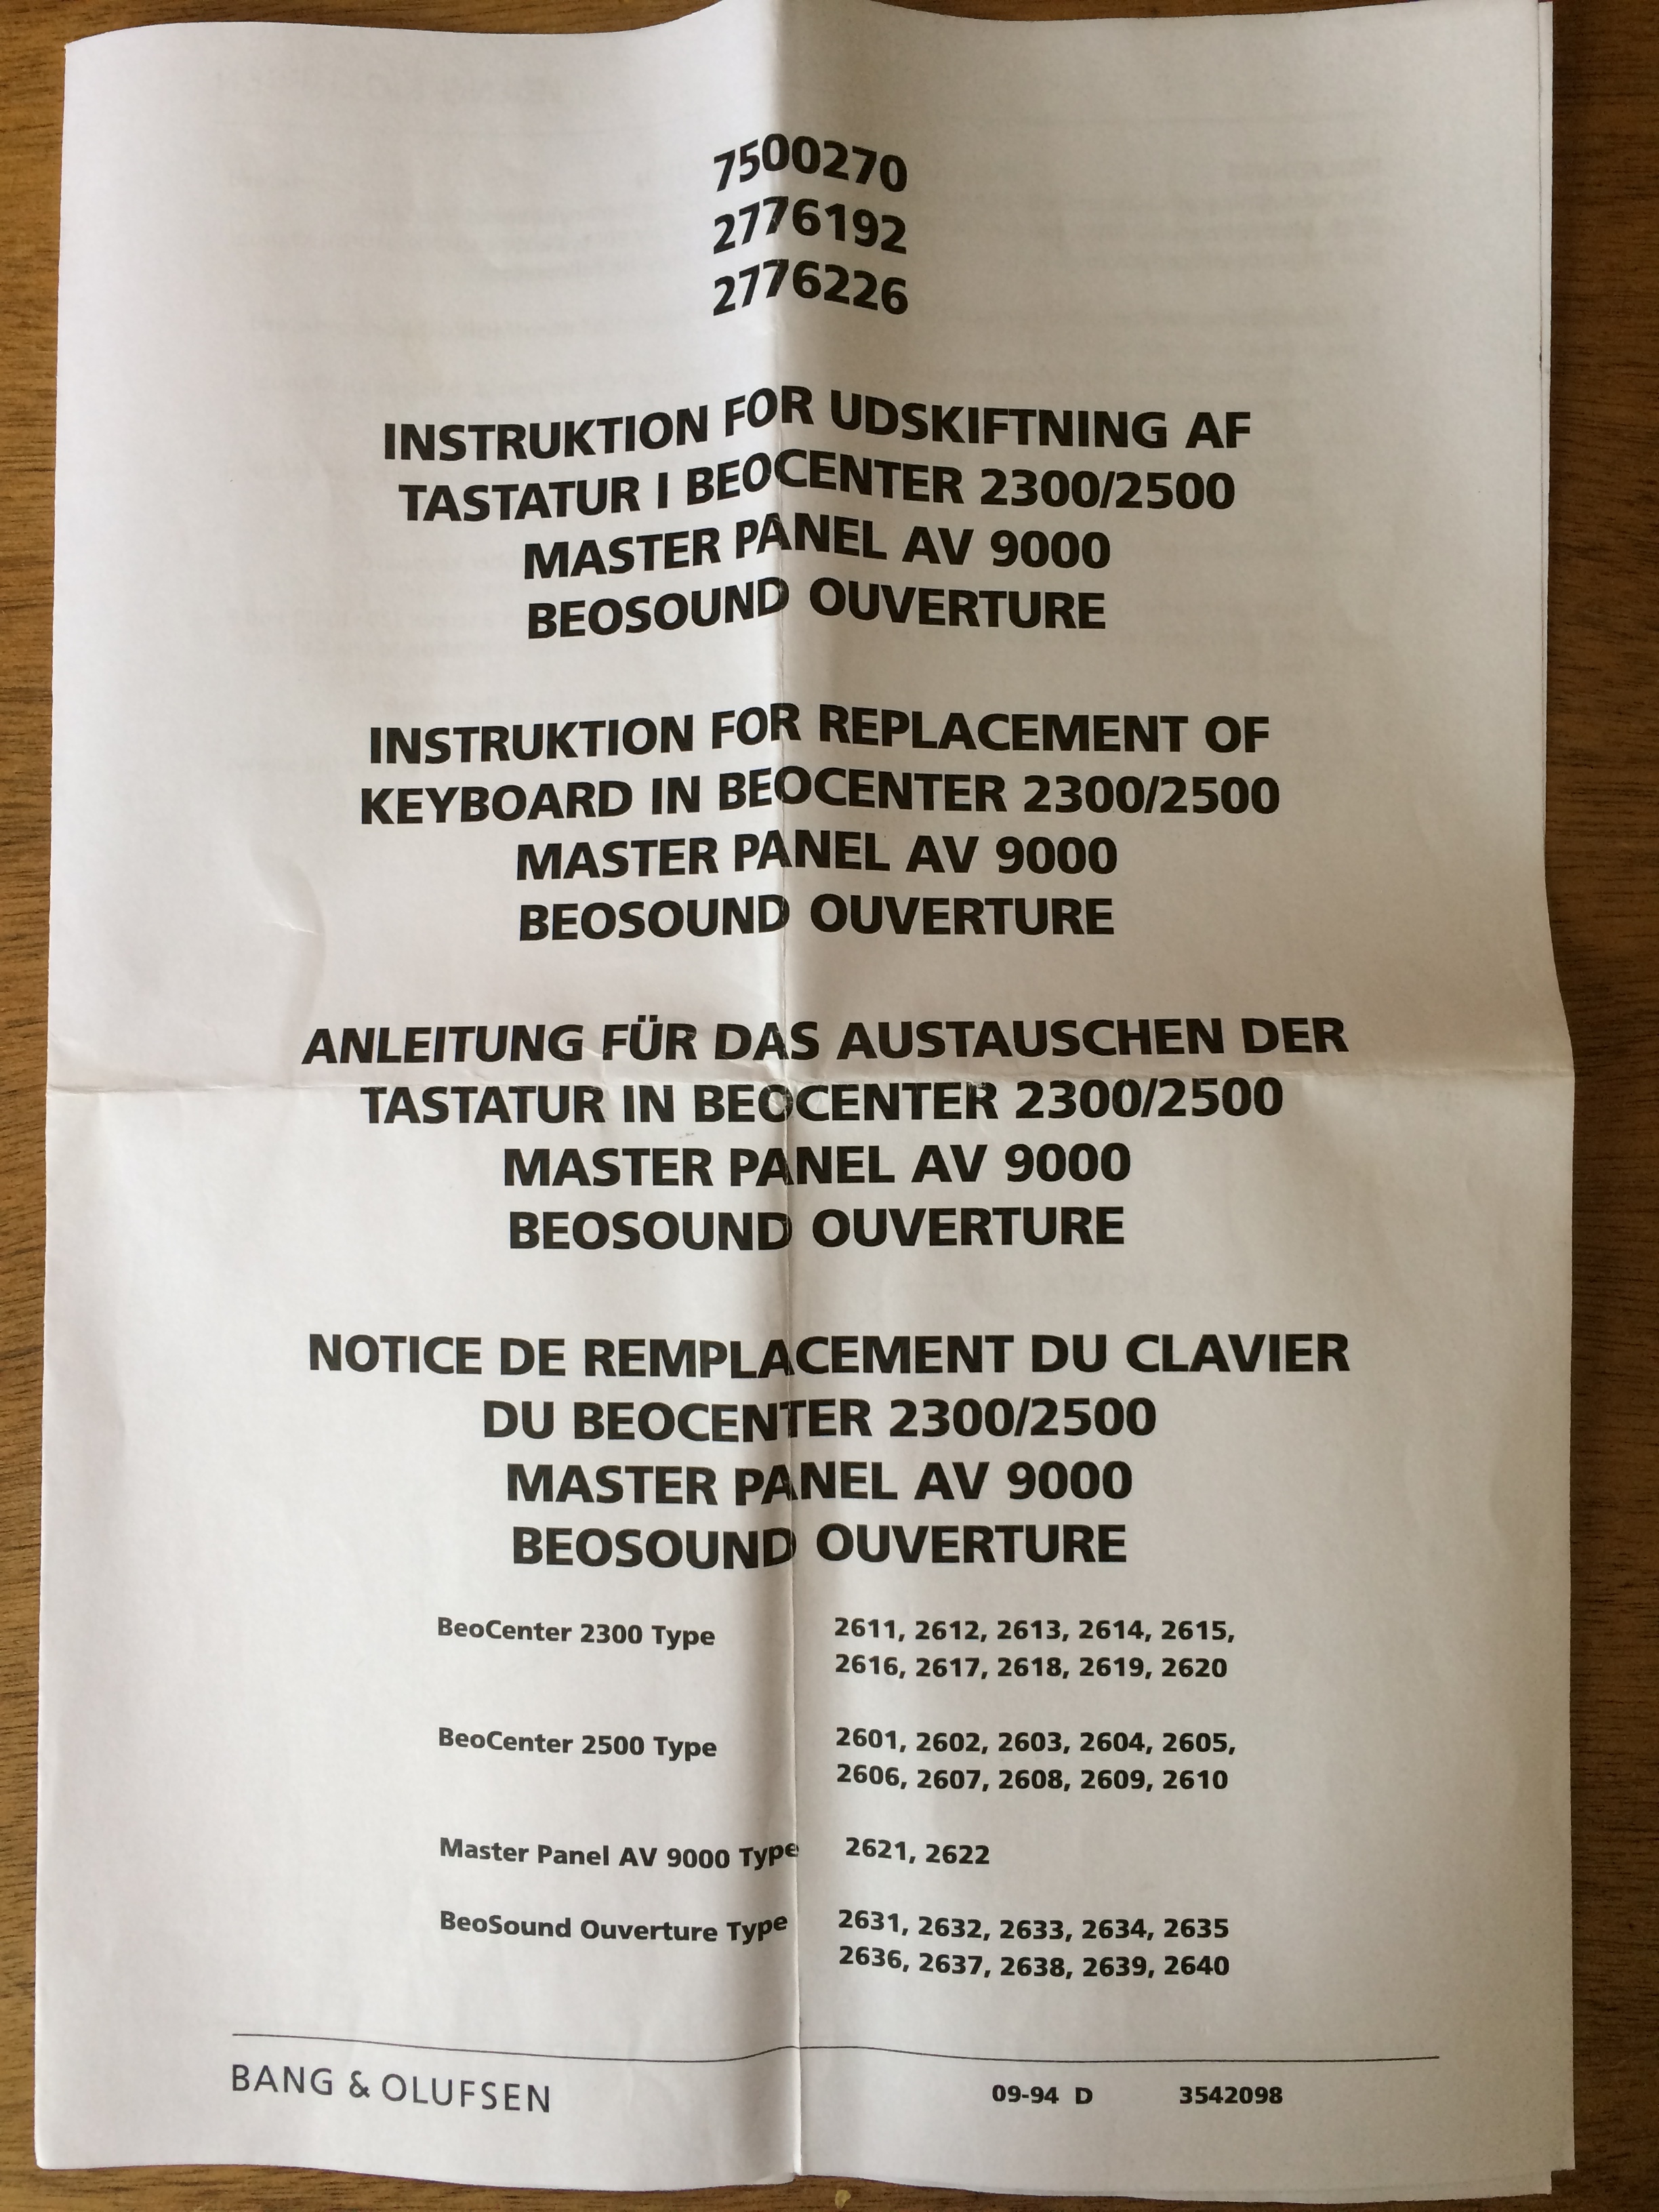 7500270
2776192
2776226
INSTRUKTION FOR UDSKIFTNING AF
TASTATUR I BEOCENTER 2300/2500
MASTER PANEL AV 9000
BEOSOUND OUVERTURE
INSTRUKTION FOR REPLACEMENT OF
KEYBOARD IN BEOCENTER 2300/2500
MASTER PANEL AV 9000
BEOSOUND OUVERTURE
ANLEITUNG FÜR DAS AUSTAUSCHEN DER
TASTATUR IN BEOCENTER 2300/2500
MASTER PANEL AV 9000
BEOSOUND OUVERTURE
NOTICE DE REMPLACEMENT DU CLAVIER
DU BEOCENTER 2300/2500
MASTER PANEL AV 9000
BEOSOUND OUVERTURE
BeoCenter 2300 Type 2611, 2612, 2613, 2614, 2615,
2616, 2617, 2618, 2619, 2620
BeoCenter 2500 Type 2601, 2602, 2603, 2604, 2605,
2606, 2607, 2608, 2609, 2610
Master Panel AV 9000 Type 2621, 2622
BeoSound Ouverture Type 2631, 2632, 2633, 2634, 2635
2636, 2637, 2638, 2639, 2640
BANG & OLUFSEN 09-94 D 3542098